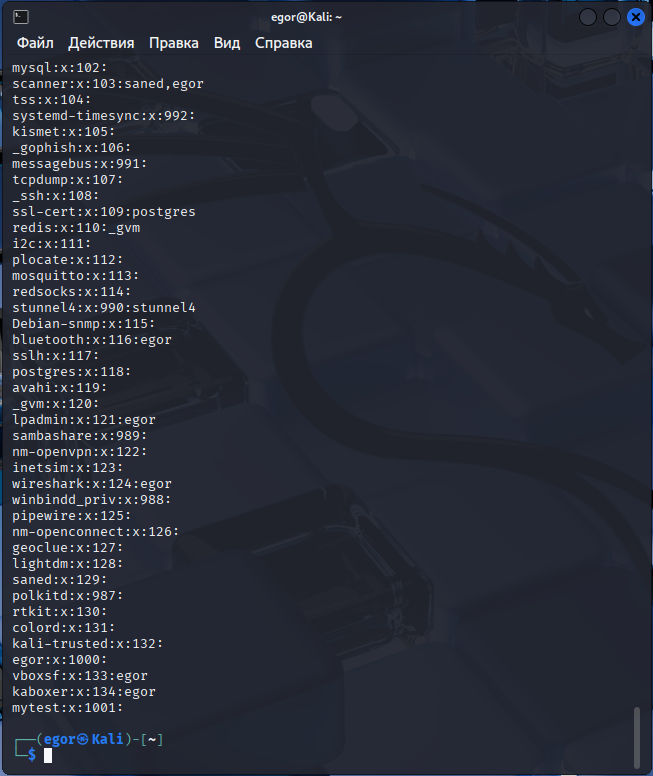 egor@Kali: ~
Файл Действия Правка Вид Справка
mysql:x:102:
scanner:x:103:saned,egor
tss:x:104:
systemd-timesync:x:992:
kismet:x:105:
_gophish:x:106:
messagebus:x:991:
tcpdump:x:107:
_ssh:x:108:
ssl-cert:x:109:postgres
redis:x:110:_gvm
i2c:x:111:
plocate:x:112:
mosquitto:x:113:
redsocks:x:114:
stunnel4:x:990:stunnel4
Debian-snmp:x:115:
bluetooth:x:116:egor
sslh:x:117:
postgres:x:118:
avahi:x:119:
_gvm:x:120:
lpadmin:x:121:egor
sambashare:x:989:
nm-openvpn:x:122:
inetsim:x:123:
wireshark:x:124:egor
winbindd_priv:x:988:
pipewire:x:125:
nm-openconnect:x:126:
geoclue:x:127:
lightdm:x:128:
saned:x:129:
polkitd:x:987:
rtkit:x:130:
colord:x:131:
kali-trusted:x:132:
egor:x:1000:
vboxsf:x:133:egor
kaboxer:x:134:egor
mytest:x:1001:
┌──(egor㉿Kali)-[~]
└─$